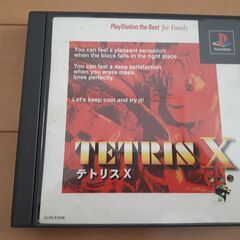 PlayStation the Best for Family
PlayStation
You can feel a pleasant sensation
when the block falls in the right place.
You can feel a deep satisfaction
when you erase mass
lines perfectly.
Let's keep cool and try it!
TETRIS X
テトリスX